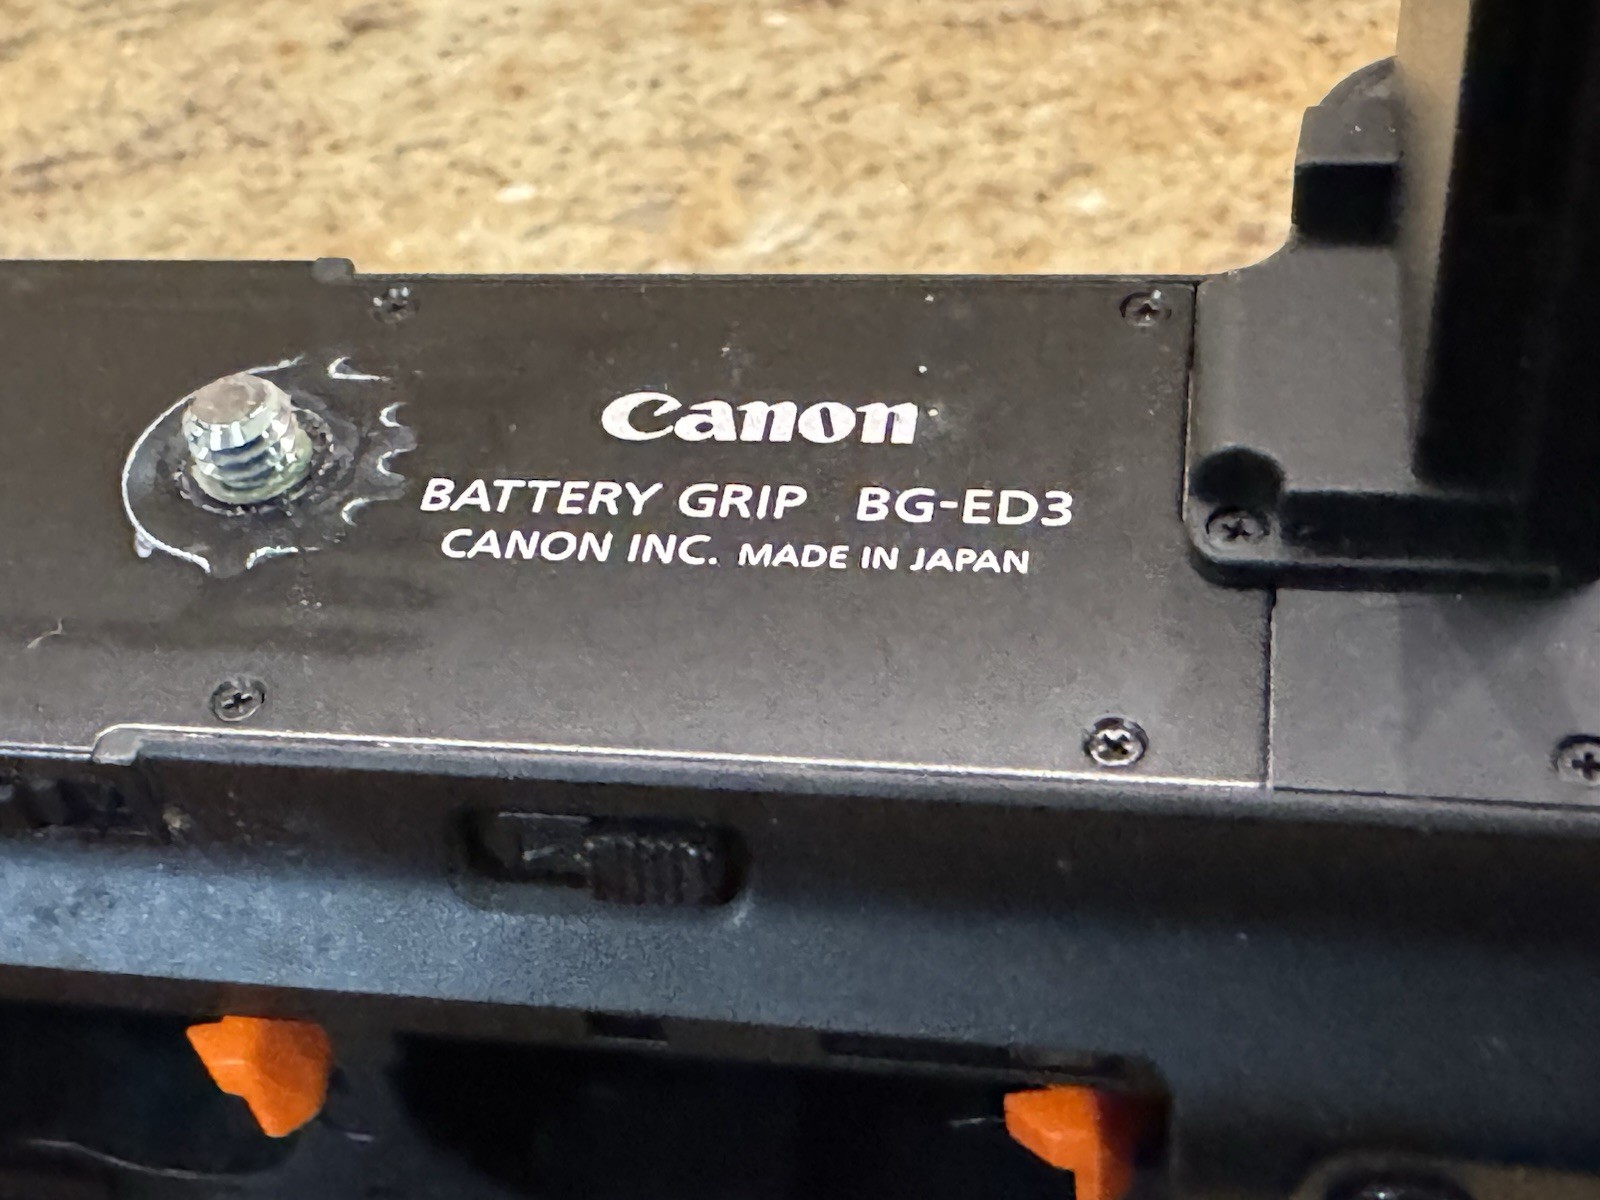 Canon
BATTERY GRIP BG-ED3
CANON INC. MADE IN JAPAN